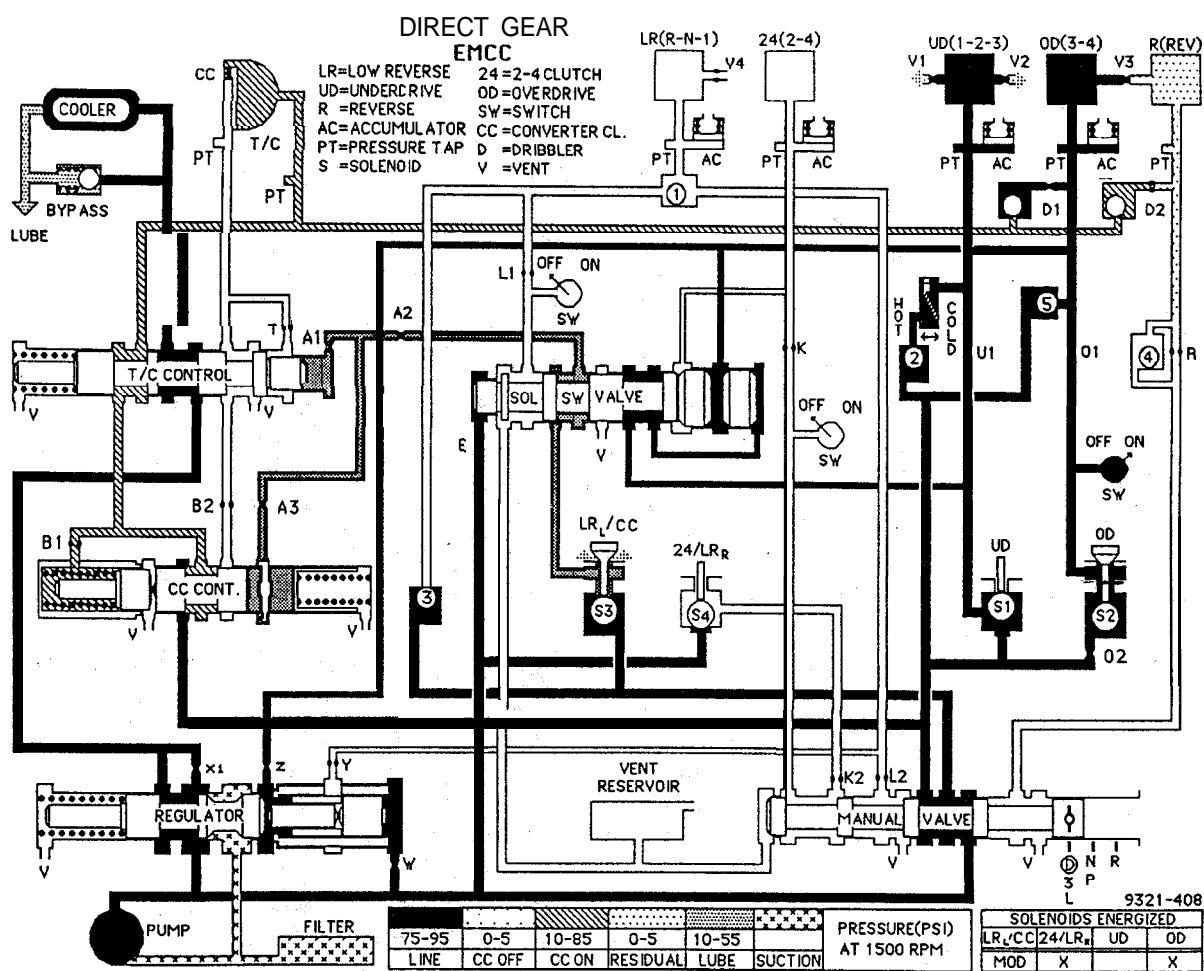 DIRECT GEAR
EMCC
LR=LOW REVERSE 24=2-4 CLUTCH
UD=UNDERDRIVE OD=OVERDRIVE
R =REVERSE SW=SWITCH
AC=ACCUMULATOR CC=CONVERTER CL.
PT=PRESSURE TAP D =DRIBBLER
S =SOLENOID V =VENT
LR(R-N-1)
24(2-4)
UD(1-2-3)
OD(3-4)
R(REV)
V4
V1
V2
V3
CC
COOLER
T/C
PT
PT
BYPASS
LUBE
PT
AC
PT
AC
PT
AC
PT
AC
PT
1
D1
D2
L1
OFF ON
SW
A2
A1
T
T/C CONTROL
V
V
HOT
COLD
2
5
U1
O1
4
R
K
SOL SW VALVE
V
E
OFF ON
SW
OFF ON
SW
B2
A3
B1
CC CONT.
V
V
3
LRL/CC
S3
24/LRR
S4
UD
S1
OD
S2
O2
X1
Z
Y
REGULATOR
V
W
VENT
RESERVOIR
K2
L2
MANUAL VALVE
V
V
D
3
L
N
P
R
9321-408
PUMP
FILTER
75-95 0-5 10-85 0-5 10-55
LINE CC OFF CC ON RESIDUAL LUBE SUCTION
PRESSURE(PSI)
AT 1500 RPM
SOLENOIDS ENERGIZED
LRL/CC 24/LRR UD OD
MOD X X